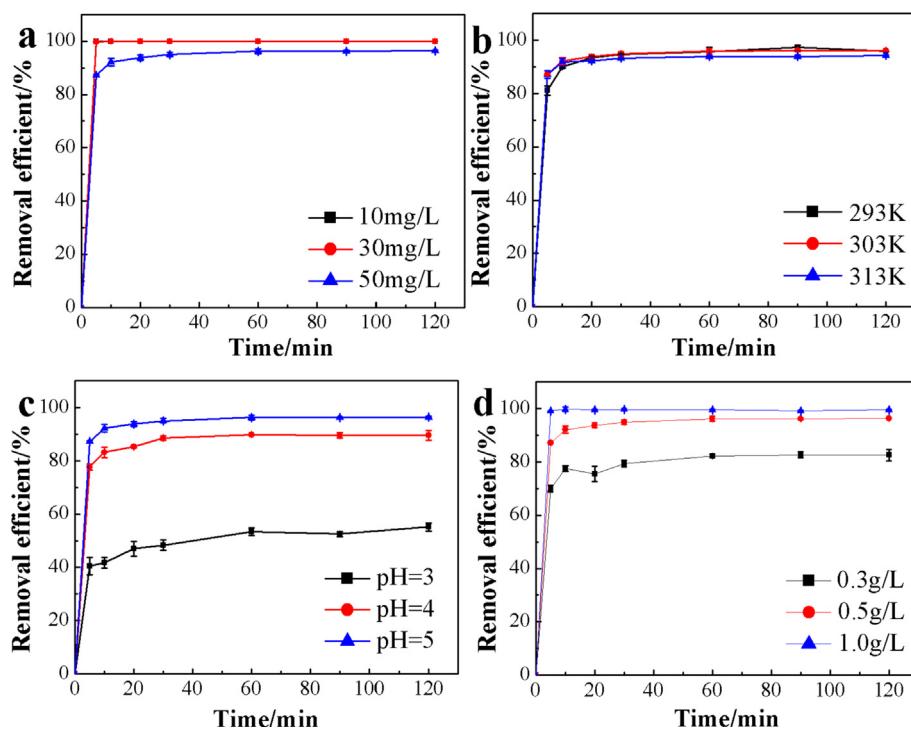 a
Removal efficient/%
100
80
60
40
20
0
10mg/L
30mg/L
50mg/L
0 20 40 60 80 100 120
Time/min
b
Removal efficient/%
100
80
60
40
20
0
293K
303K
313K
0 20 40 60 80 100 120
Time/min
c
Removal efficient/%
100
80
60
40
20
0
pH=3
pH=4
pH=5
0 20 40 60 80 100 120
Time/min
d
Removal efficient/%
100
80
60
40
20
0
0.3g/L
0.5g/L
1.0g/L
0 20 40 60 80 100 120
Time/min